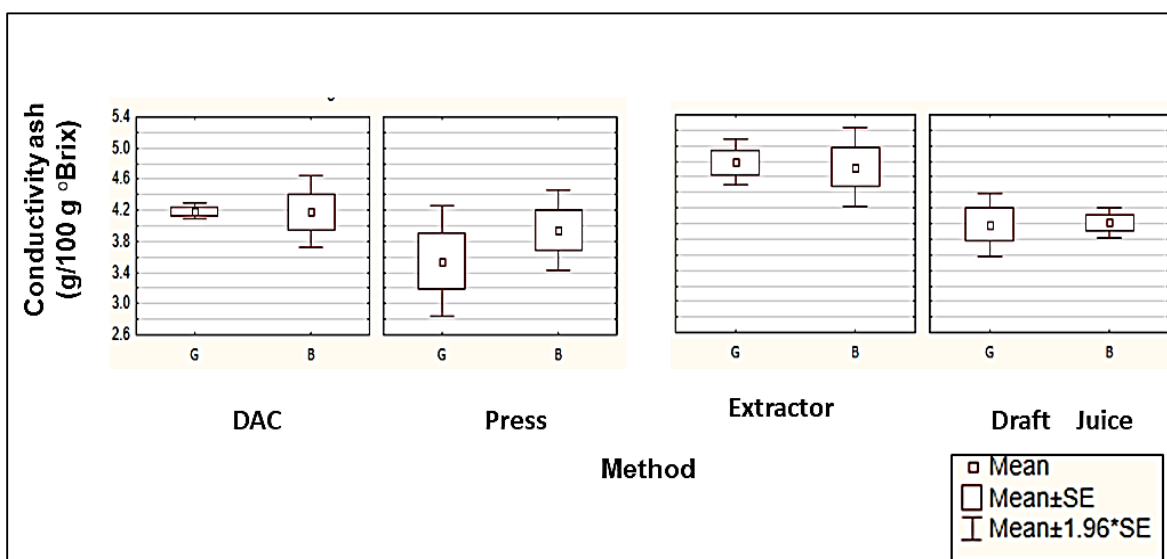 Conductivity ash
(g/100 g °Brix)
5.4
5.0
4.6
4.2
3.8
3.4
3.0
2.6
G B G B G B G B
DAC Press Extractor Draft Juice
Method
Mean
Mean±SE
Mean±1.96*SE